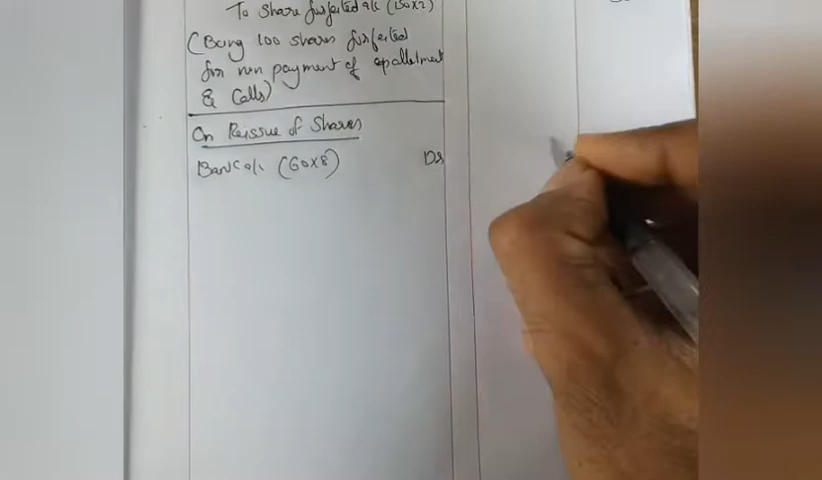 To Share forfeited a/c (150x2)
(Being 100 shares forfeited
for non payment of apallotment
& Calls)
On Reissue of Shares
Bank a/c (60x8) Dr